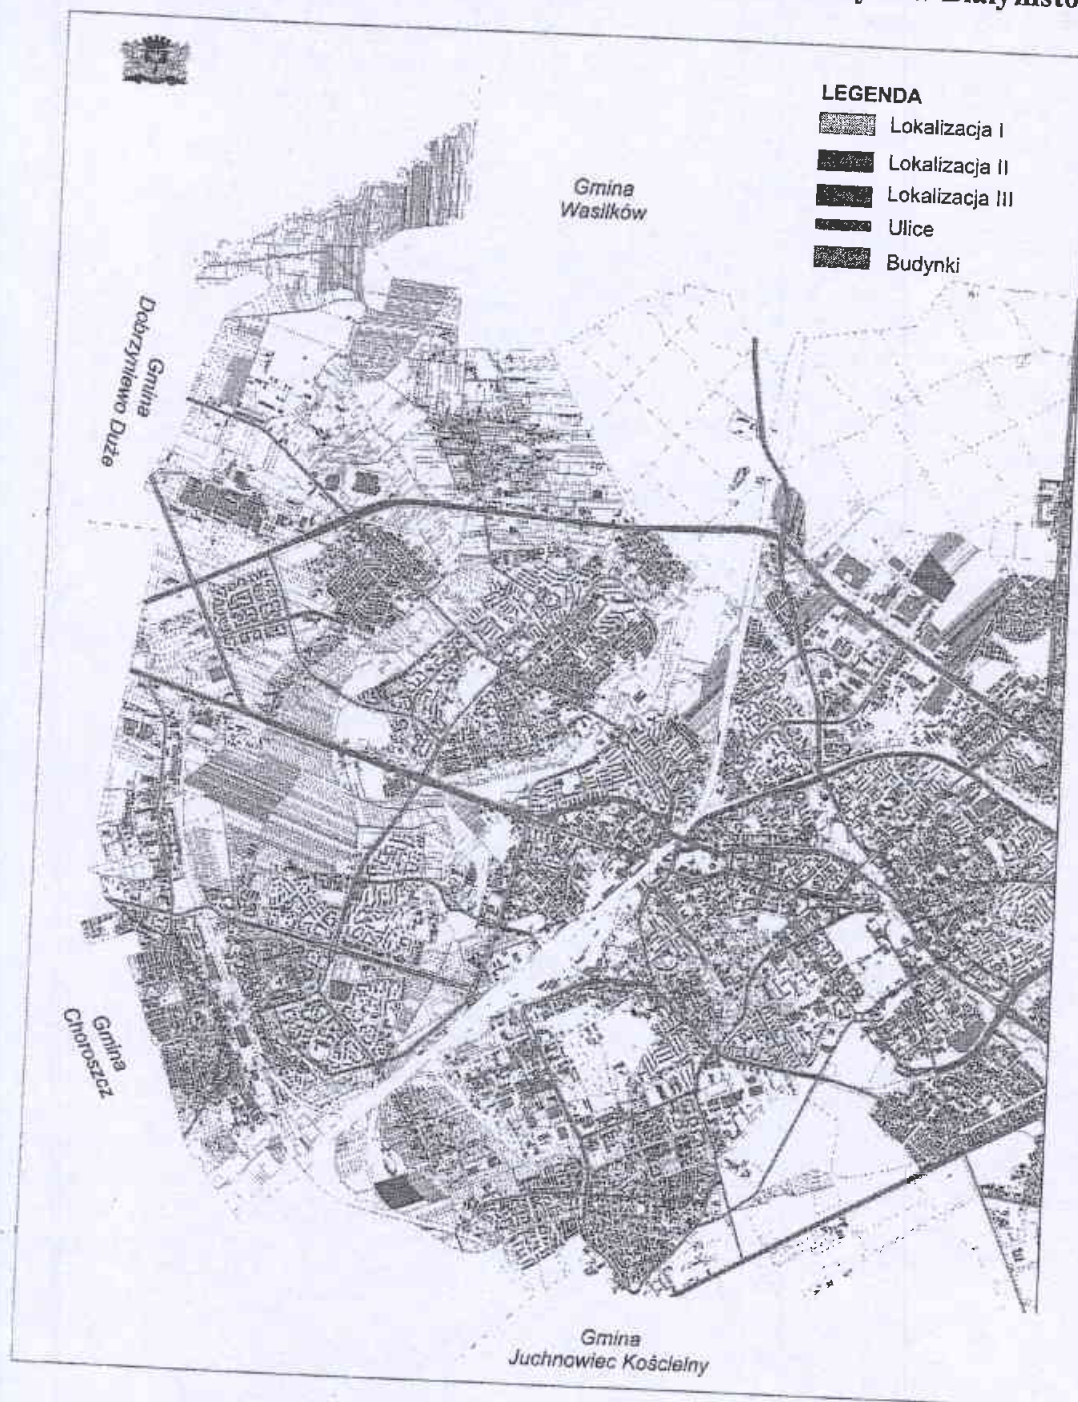 LEGENDA
Lokalizacja I
Lokalizacja II
Lokalizacja III
Ulice
Budynki
Gmina
Wasilków
Gmina
Dobrzyniewo Duże
Gmina
Choroszcz
Gmina
Juchnowiec Kościelny